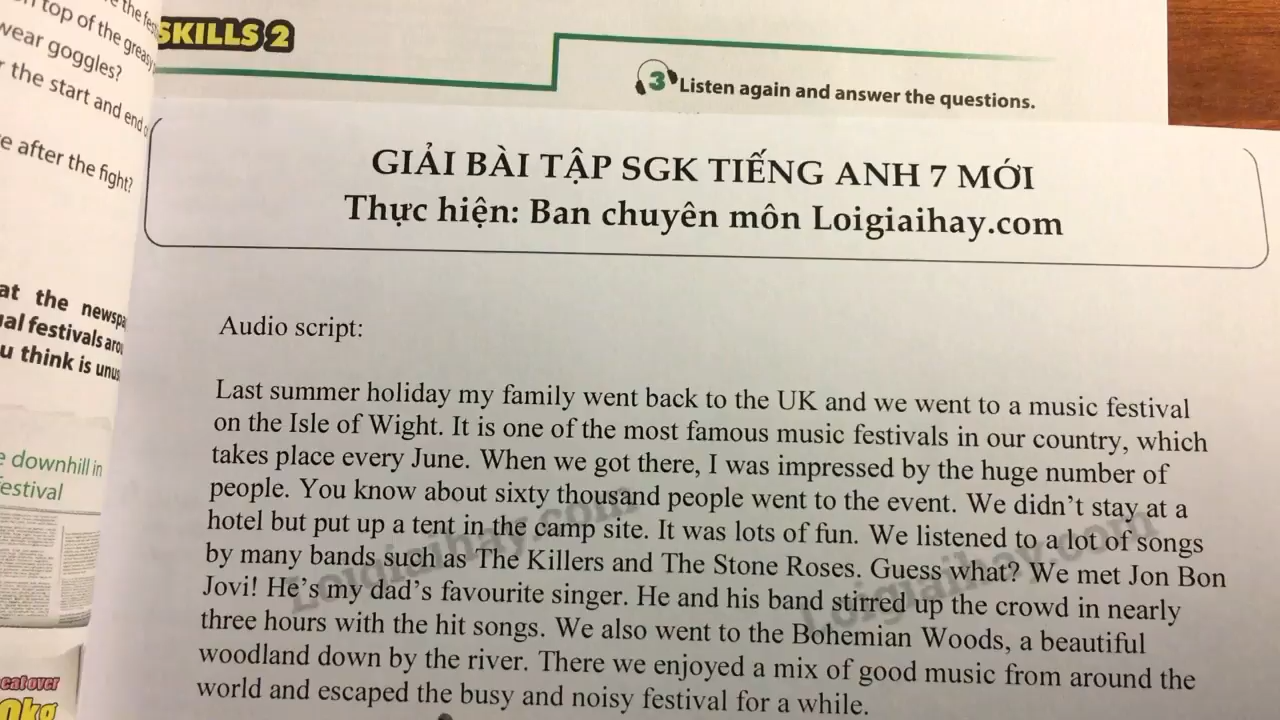 top of the greasy
wear goggles?
the start and end
after the fight?
at the
festivals
u think is
downhill in
SKILLS 2
3 Listen again and answer the questions.
GIẢI BÀI TẬP SGK TIẾNG ANH 7 MỚI
Thực hiện: Ban chuyên môn Loigiaihay.com
Audio script:
Last summer holiday my family went back to the UK and we went to a music festival
on the Isle of Wight. It is one of the most famous music festivals in our country, which
takes place every June. When we got there, I was impressed by the huge number of
people. You know about sixty thousand people went to the event. We didn’t stay at a
hotel but put up a tent in the camp site. It was lots of fun. We listened to a lot of songs
by many bands such as The Killers and The Stone Roses. Guess what? We met Jon Bon
Jovi! He’s my dad’s favourite singer. He and his band stirred up the crowd in nearly
three hours with the hit songs. We also went to the Bohemian Woods, a beautiful
woodland down by the river. There we enjoyed a mix of good music from around the
world and escaped the busy and noisy festival for a while.
Loigiaihay.com
Loigiaihay.com